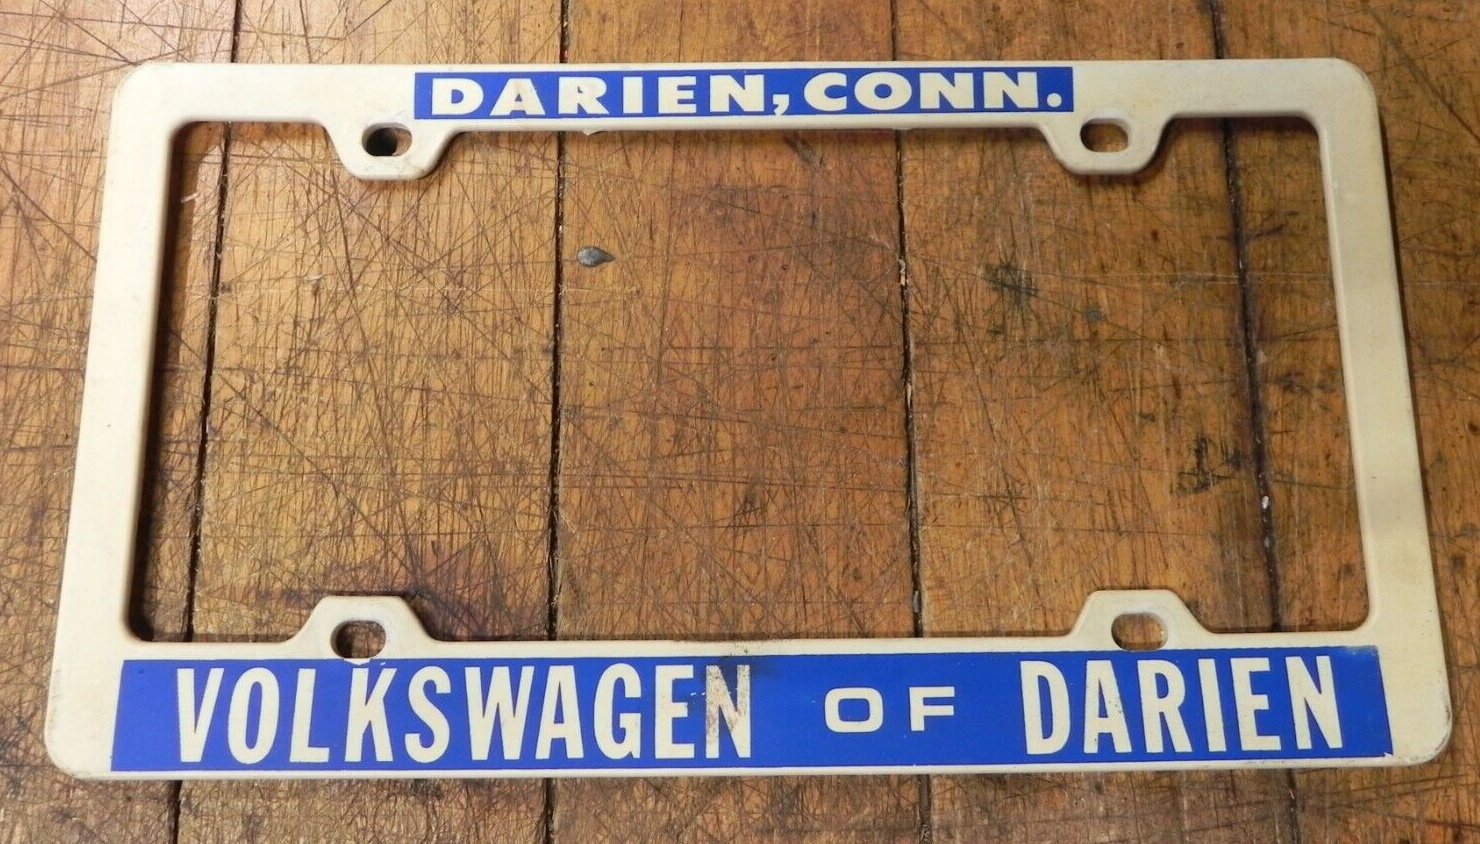 DARIEN, CONN.
VOLKSWAGEN OF DARIEN